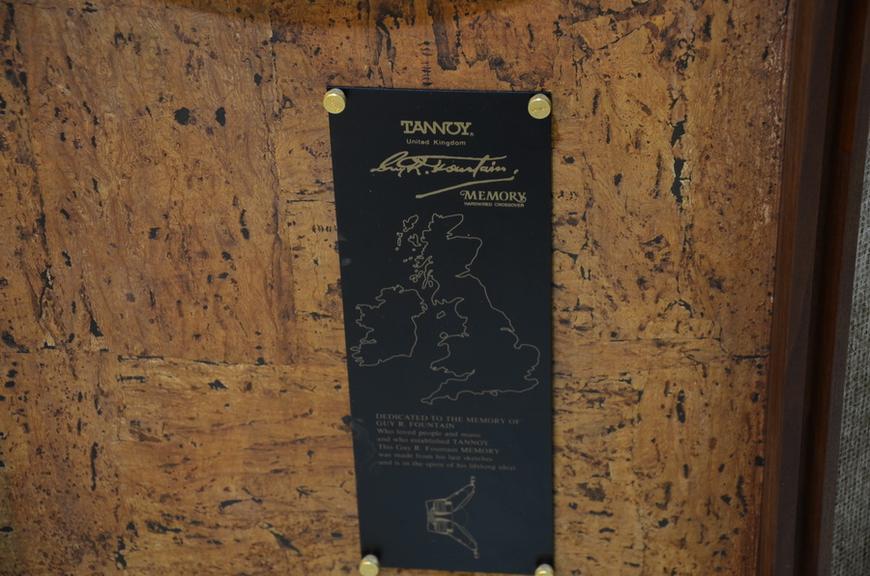 TANNOY®
United Kingdom
Guy R. Fountain.
MEMORY
HARDWIRED CROSSOVER
DEDICATED TO THE MEMORY OF
GUY R. FOUNTAIN
Who loved people and music
and who established TANNOY
This Guy R. Fountain MEMORY
was made from his last sketches
and is in the spirit of his lifelong ideal